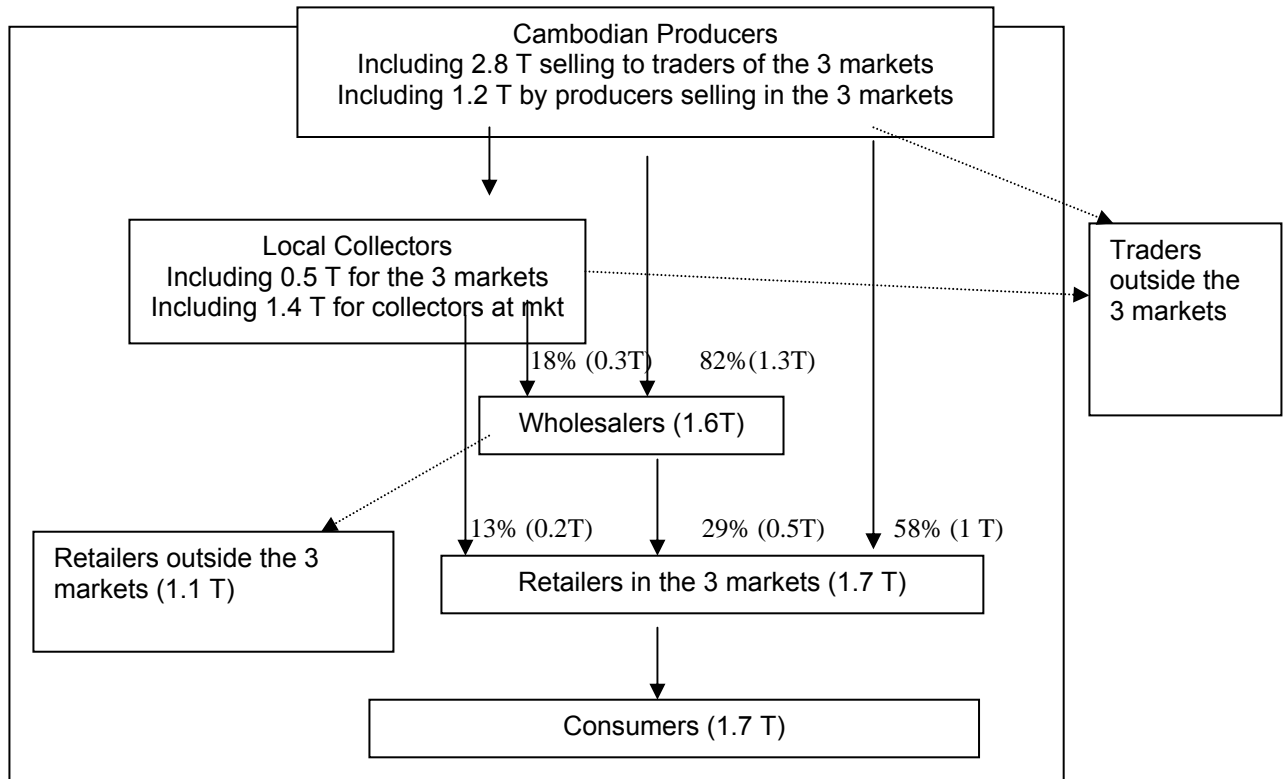 Cambodian Producers
Including 2.8 T selling to traders of the 3 markets
Including 1.2 T by producers selling in the 3 markets
Local Collectors
Including 0.5 T for the 3 markets
Including 1.4 T for collectors at mkt
Traders
outside the
3 markets
18% (0.3T)
82%(1.3T)
Wholesalers (1.6T)
13% (0.2T)
29% (0.5T)
58% (1 T)
Retailers outside the 3
markets (1.1 T)
Retailers in the 3 markets (1.7 T)
Consumers (1.7 T)